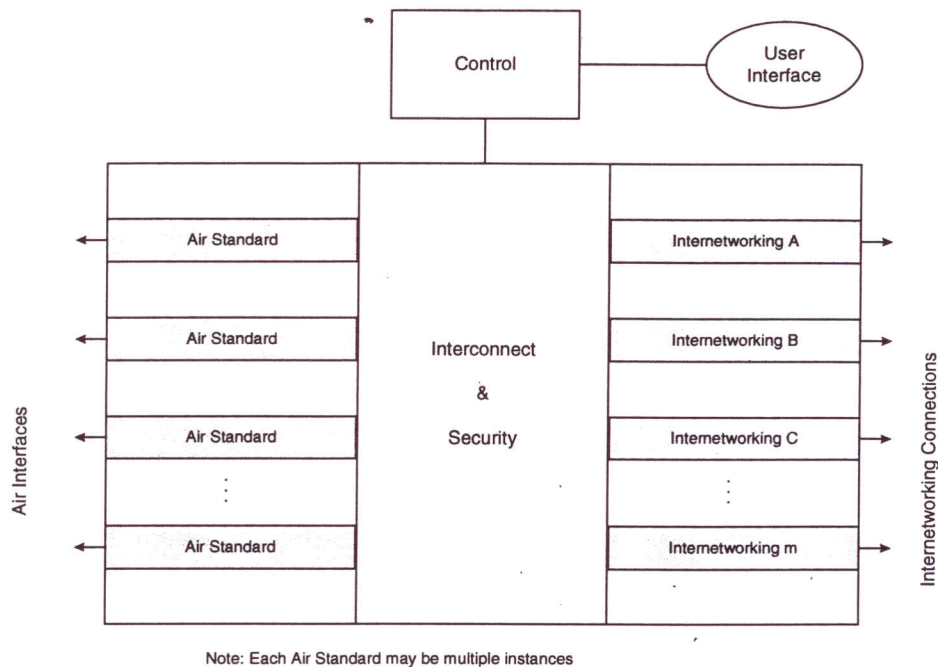 Control
User
Interface
Air Standard
Internetworking A
Air Standard
Internetworking B
Interconnect
&
Security
Air Standard
Internetworking C
Air Standard
Internetworking m
Air Interfaces
Internetworking Connections
Note: Each Air Standard may be multiple instances